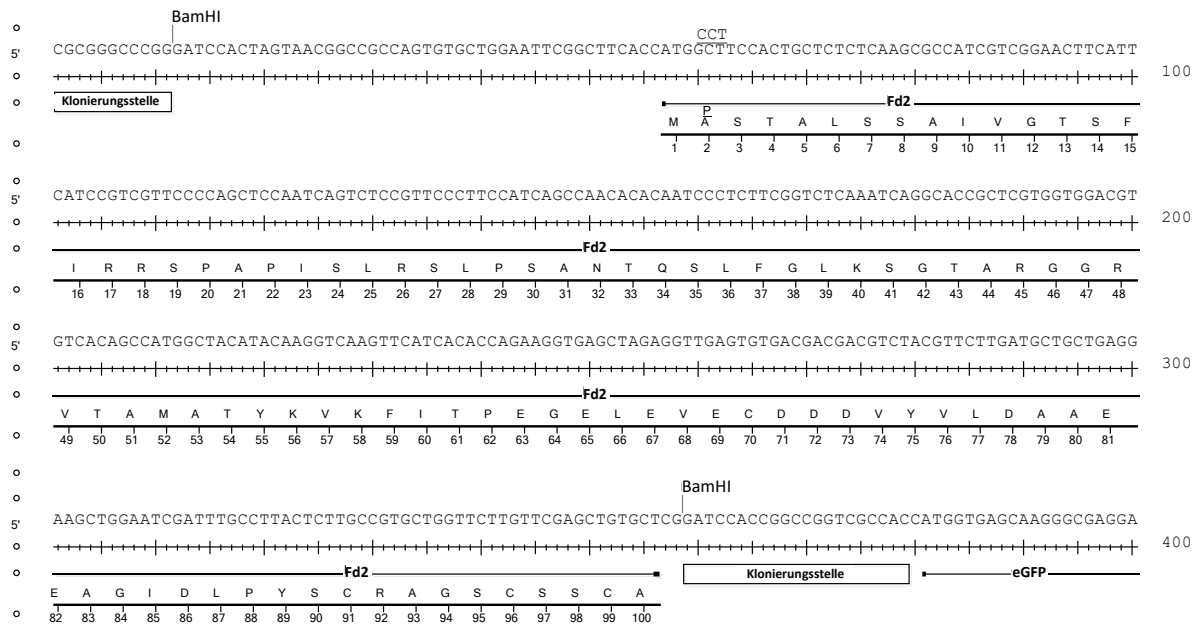 BamHI
CCT
5' CGCGGGCCCGGGATCCACTAGTAACGGCCGCCAGTGTGCTGGAATTCGGCTTCACCATGGCTTCCACTGCTCTCTCAAGCGCCATCGTCGGAACTTCATT
100
Klonierungsstelle Fd2
P
M A S T A L S S A I V G T S F
1 2 3 4 5 6 7 8 9 10 11 12 13 14 15
5' CATCCGTCGTTCCCCAGCTCCAATCAGTCTCCGTTCCCTTCCATCAGCCAACACACAATCCCTCTTCGGTCTCAAATCAGGCACCGCTCGTGGTGGACGT
200
Fd2
I R R S P A P I S L R S L P S A N T Q S L F G L K S G T A R G G R
16 17 18 19 20 21 22 23 24 25 26 27 28 29 30 31 32 33 34 35 36 37 38 39 40 41 42 43 44 45 46 47 48
5' GTCACAGCCATGGCTACATACAAGGTCAAGTTCATCACACCAGAAGGTGAGCTAGAGGTTGAGTGTGACGACGACGTCTACGTTCTTGATGCTGCTGAGG
300
Fd2
V T A M A T Y K V K F I T P E G E L E V E C D D D V Y V L D A A E
49 50 51 52 53 54 55 56 57 58 59 60 61 62 63 64 65 66 67 68 69 70 71 72 73 74 75 76 77 78 79 80 81
BamHI
5' AAGCTGGAATCGATTTGCCTTACTCTTGCCGTGCTGGTTCTTGTTCGAGCTGTGCTCGGATCCACCGGCCGGTCGCCACCATGGTGAGCAAGGGCGAGGA
400
Fd2 Klonierungsstelle eGFP
E A G I D L P Y S C R A G S C S S C A
82 83 84 85 86 87 88 89 90 91 92 93 94 95 96 97 98 99 100